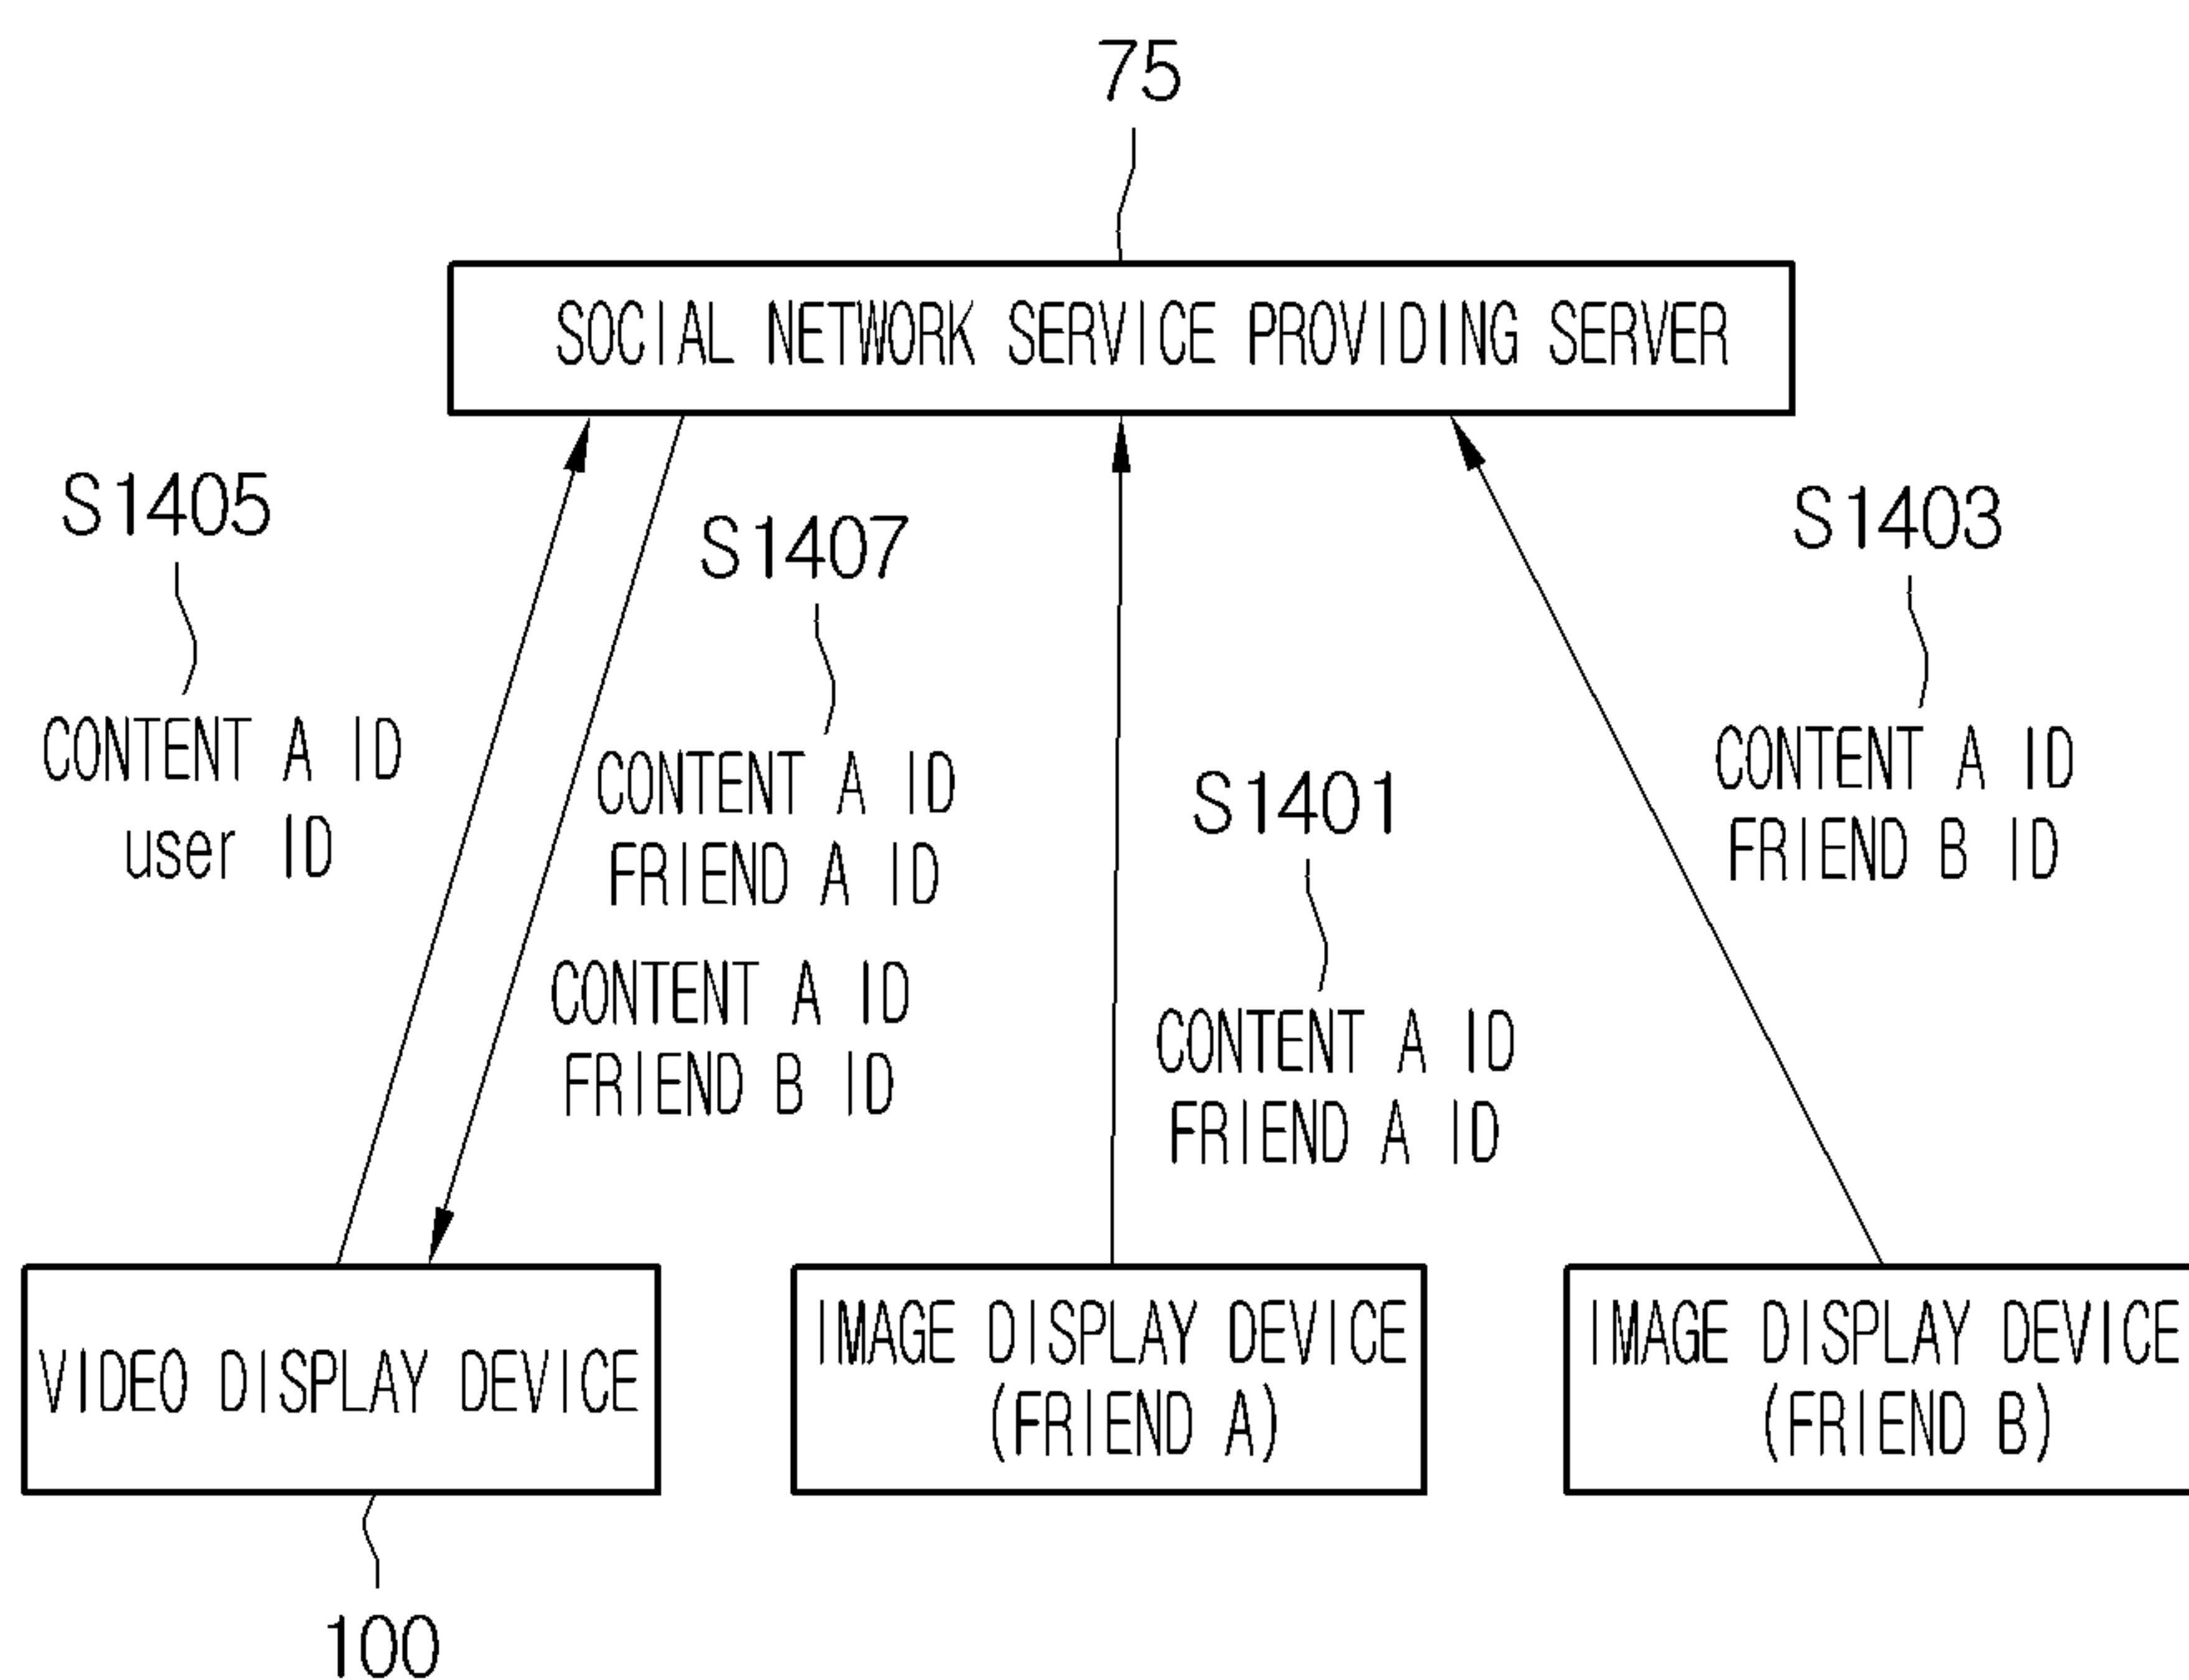 75
SOCIAL NETWORK SERVICE PROVIDING SERVER
S1405
CONTENT A ID
user ID
S1407
CONTENT A ID
FRIEND A ID
CONTENT A ID
FRIEND B ID
S1401
CONTENT A ID
FRIEND A ID
S1403
CONTENT A ID
FRIEND B ID
VIDEO DISPLAY DEVICE
IMAGE DISPLAY DEVICE
(FRIEND A)
IMAGE DISPLAY DEVICE
(FRIEND B)
100